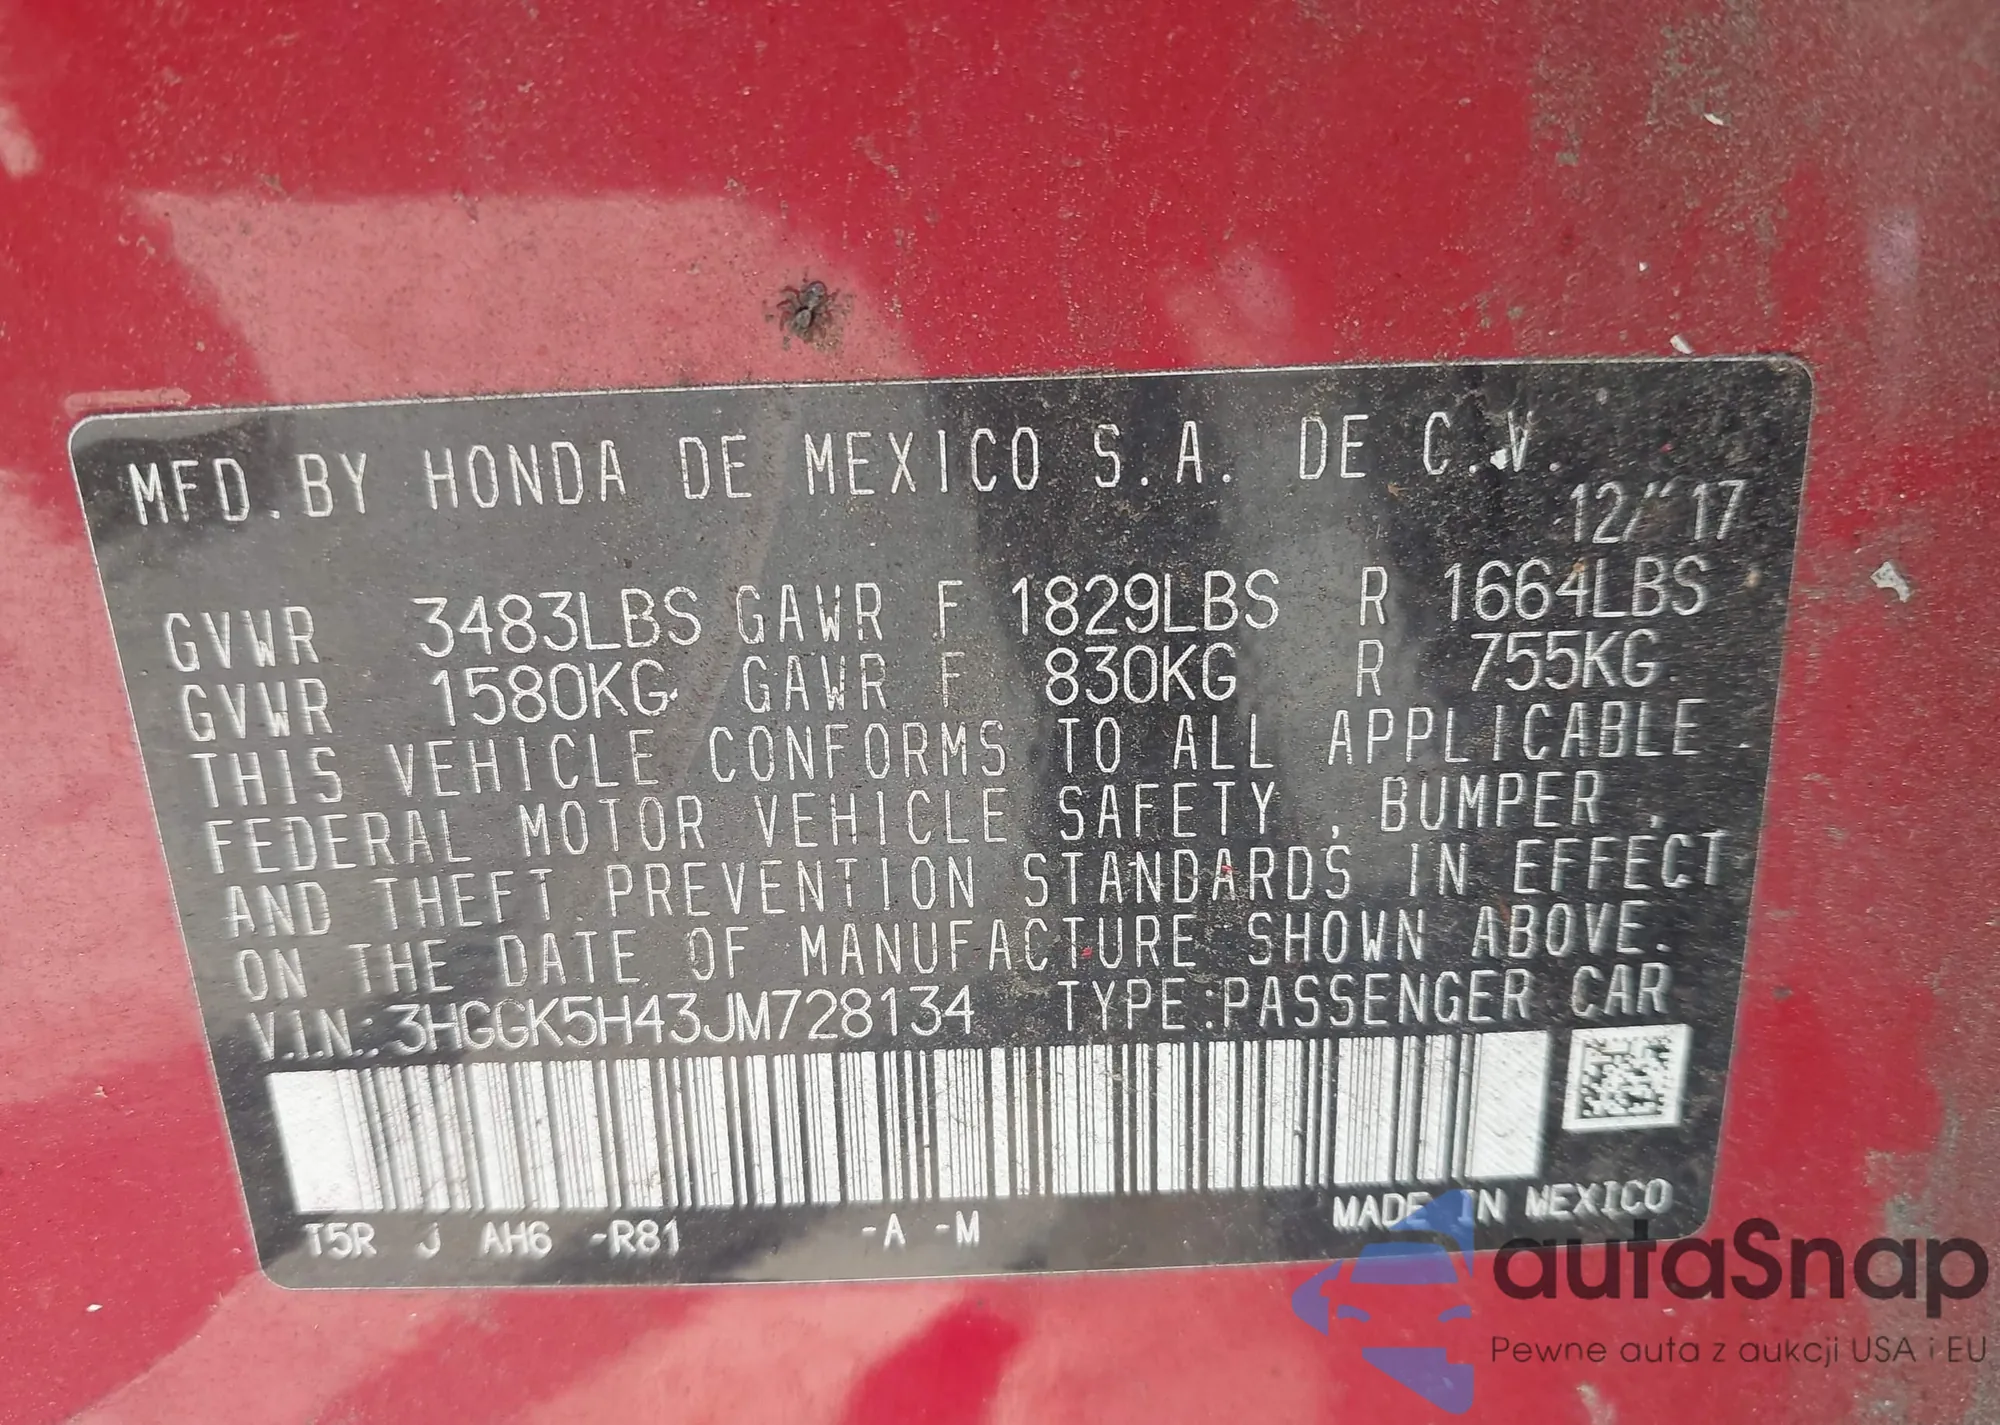 MFD. BY HONDA DE MEXICO S.A. DE C.V.
12/ 17
GVWR 3483LBS GAWR F 1829LBS R 1664LBS
GVWR 1580KG GAWR F 830KG R 755KG
THIS VEHICLE CONFORMS TO ALL APPLICABLE
FEDERAL MOTOR VEHICLE SAFETY , BUMPER ,
AND THEFT PREVENTION STANDARDS IN EFFECT
ON THE DATE OF MANUFACTURE SHOWN ABOVE.
V.I.N.: 3HGGK5H43JM728134 TYPE:PASSENGER CAR
T5R J AH6 -R81 -A -M MADE IN MEXICO
autaSnap
Pewne auta z aukcji USA i EU